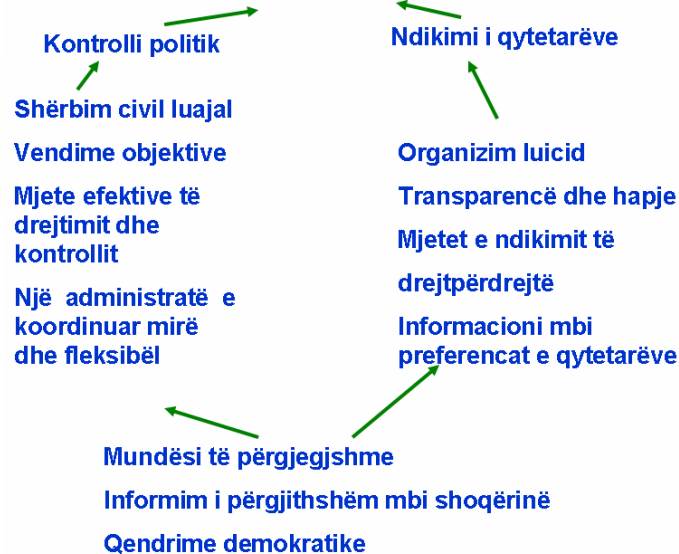 Kontrolli politik
Ndikimi i qytetarëve
Shërbim civil luajal
Vendime objektive
Mjete efektive të
drejtimit dhe
kontrollit
Një administratë e
koordinuar mirë
dhe fleksibël
Organizim luicid
Transparencë dhe hapje
Mjetet e ndikimit të
drejtpërdrejtë
Informacioni mbi
preferencat e qytetarëve
Mundësi të përgjegjshme
Informim i përgjithshëm mbi shoqërinë
Qendrime demokratike